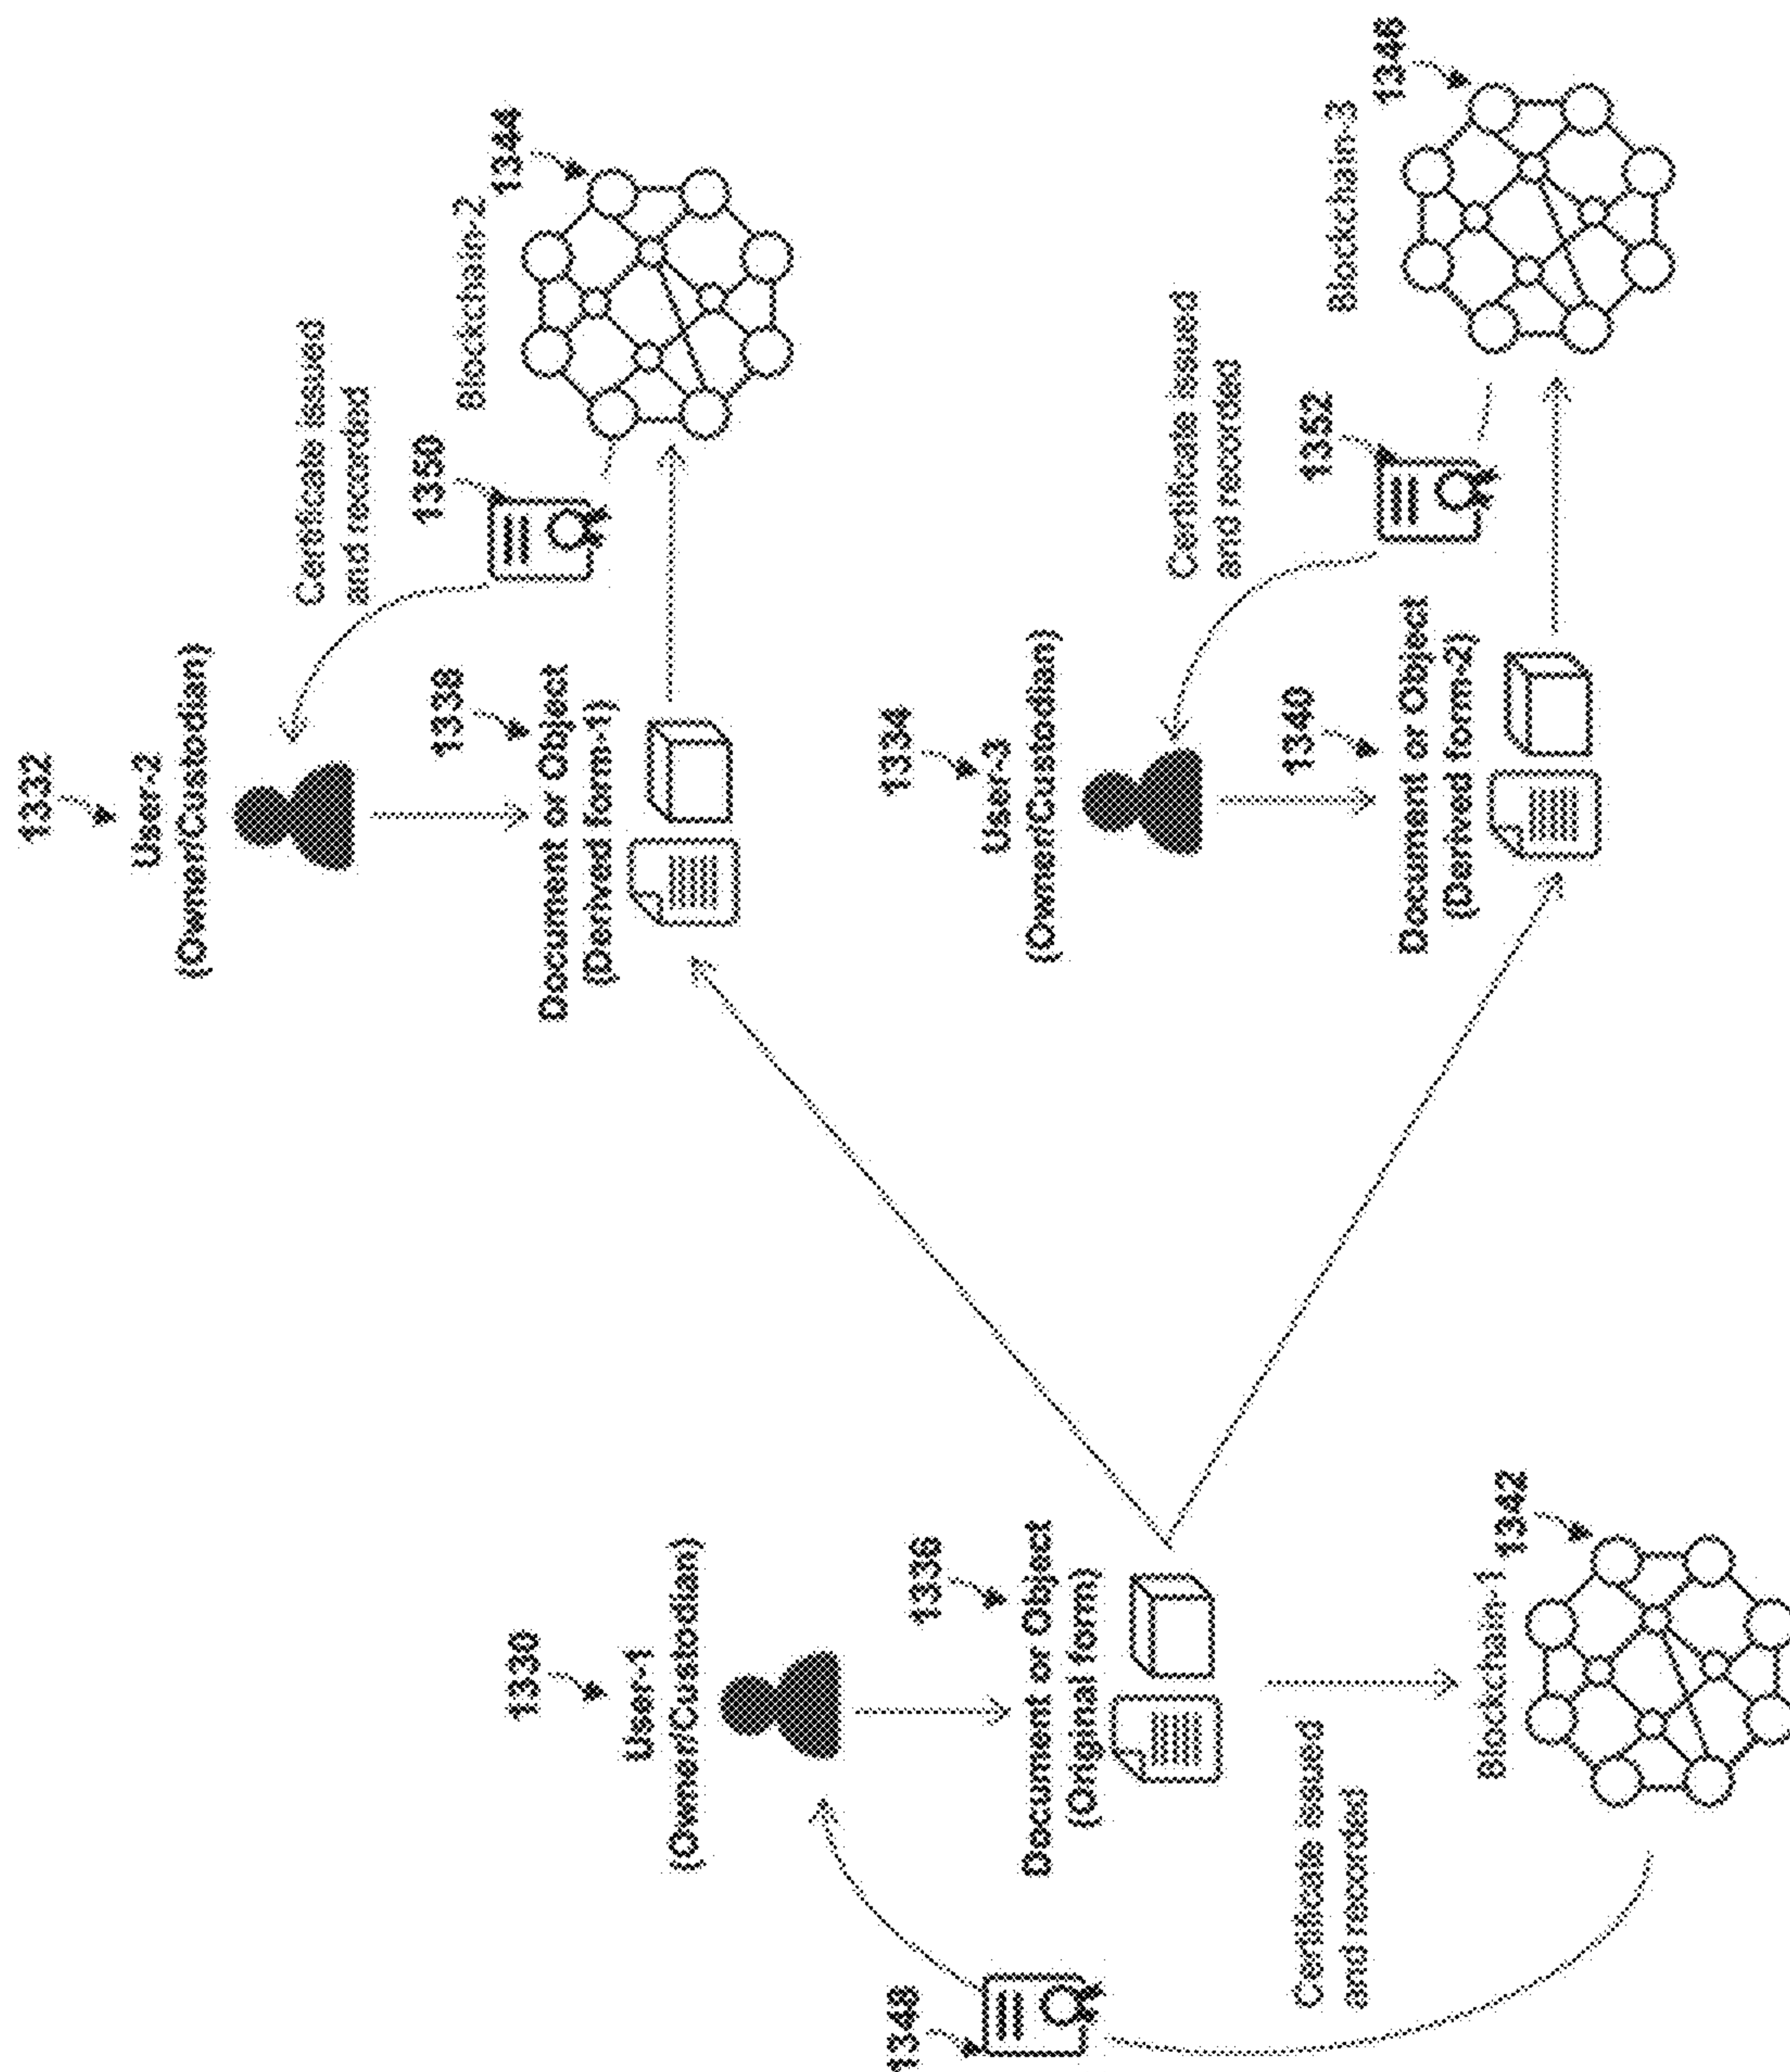 1330
User-1
(Owner/Custodian)
1336
Document or Object
(Original form)
1348
Certificate issued
and recorded
Blockchain-1
1342
1332
User-2
(Owner/Custodian)
1338
Document or Object
(Derived form-1)
Certificate issued
and recorded
1350
Blockchain-2
1344
1334
User-3
(Owner/Custodian)
1340
Document or Object
(Derived form-2)
Certificate issued
and recorded
1352
Blockchain-3
1346